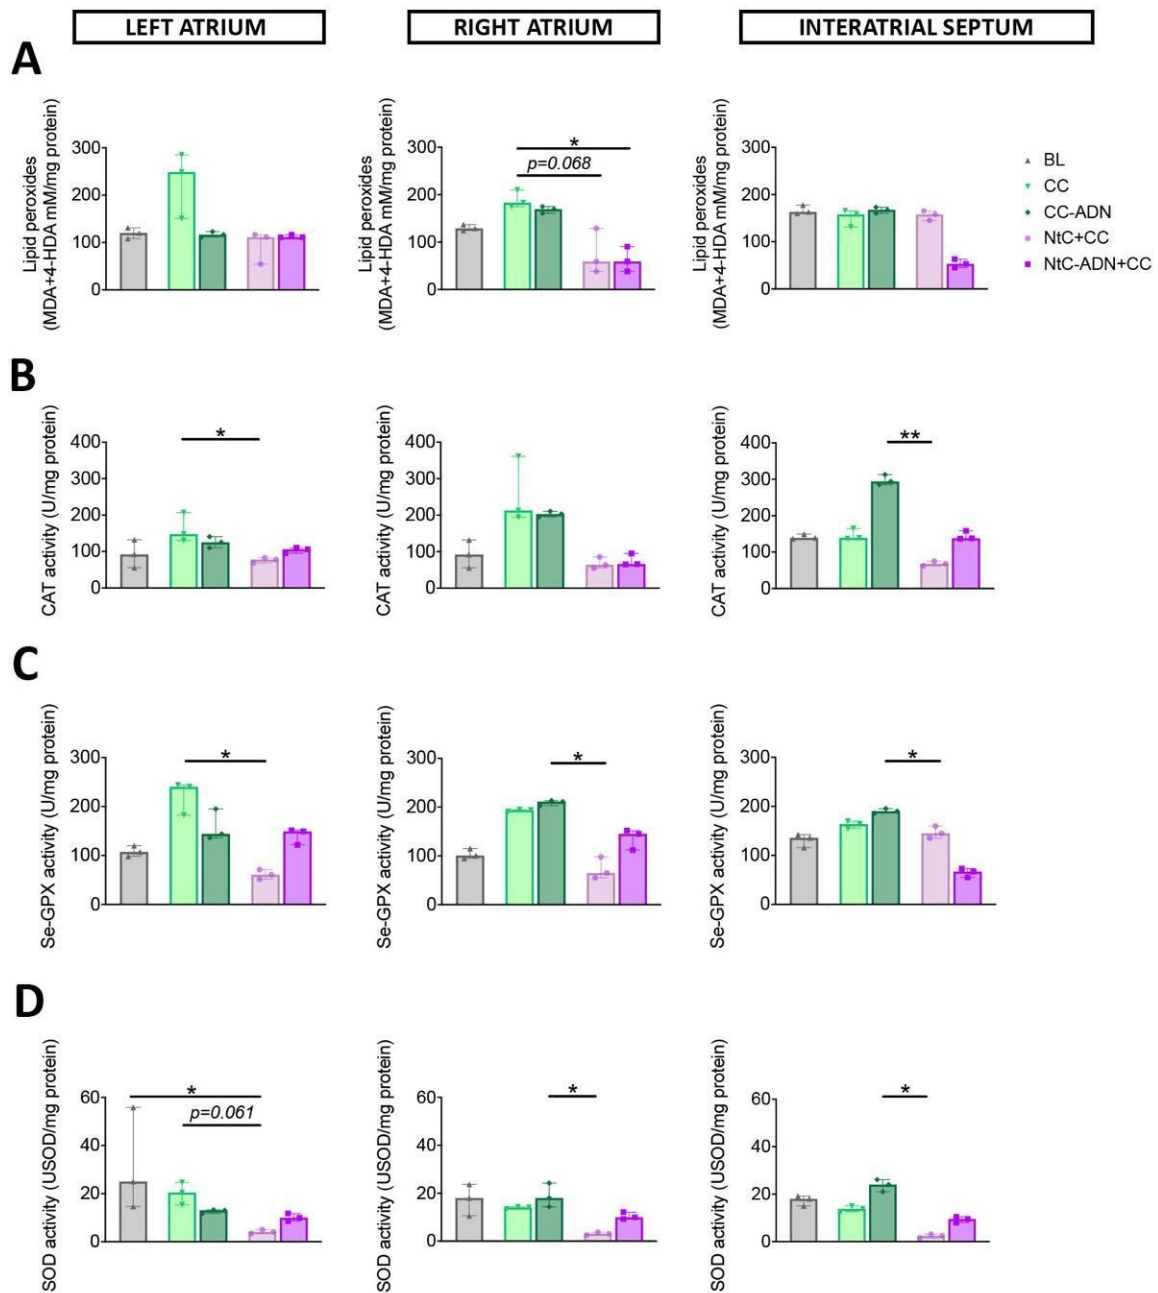 LEFT ATRIUM
RIGHT ATRIUM
INTERATRIAL SEPTUM
A
Lipid peroxides
(MDA+4-HDA mM/mg protein)
300
200
100
0
Lipid peroxides
(MDA+4-HDA mM/mg protein)
300
200
100
0
*
p=0.068
Lipid peroxides
(MDA+4-HDA mM/mg protein)
300
200
100
0
BL
CC
CC-ADN
NtC+CC
NtC-ADN+CC
B
CAT activity (U/mg protein)
400
300
200
100
0
*
CAT activity (U/mg protein)
400
300
200
100
0
CAT activity (U/mg protein)
400
300
200
100
0
**
C
Se-GPX activity (U/mg protein)
300
200
100
0
*
Se-GPX activity (U/mg protein)
300
200
100
0
*
Se-GPX activity (U/mg protein)
300
200
100
0
*
D
SOD activity (USOD/mg protein)
60
40
20
0
*
p=0.061
SOD activity (USOD/mg protein)
60
40
20
0
*
SOD activity (USOD/mg protein)
60
40
20
0
*